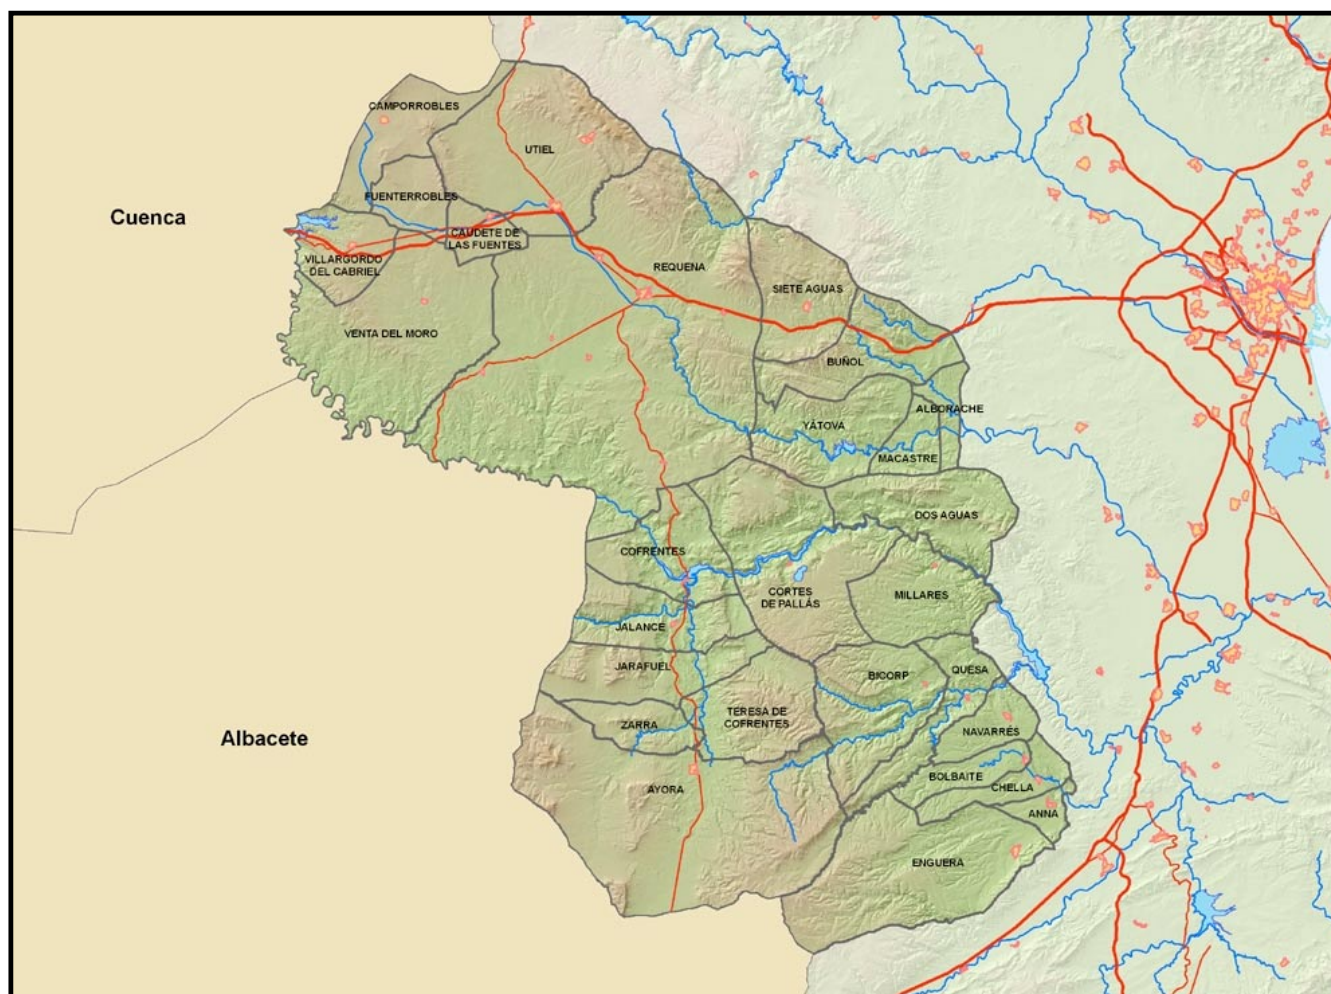 CAMPORROBLES
UTIEL
FUENTERROBLES
Cuenca
CAUDETE DE
LAS FUENTES
VILLARGORDO
DEL CABRIEL
REQUENA
SIETE AGUAS
VENTA DEL MORO
BUÑOL
ALBORACHE
YÁTOVA
MACASTRE
DOS AGUAS
COFRENTES
CORTES
DE PALLÁS
MILLARES
JALANCE
JARAFUEL
BICORP
QUESA
TERESA DE
COFRENTES
ZARRA
NAVARRÉS
Albacete
BOLBAITE
CHELLA
AYORA
ANNA
ENGUERA